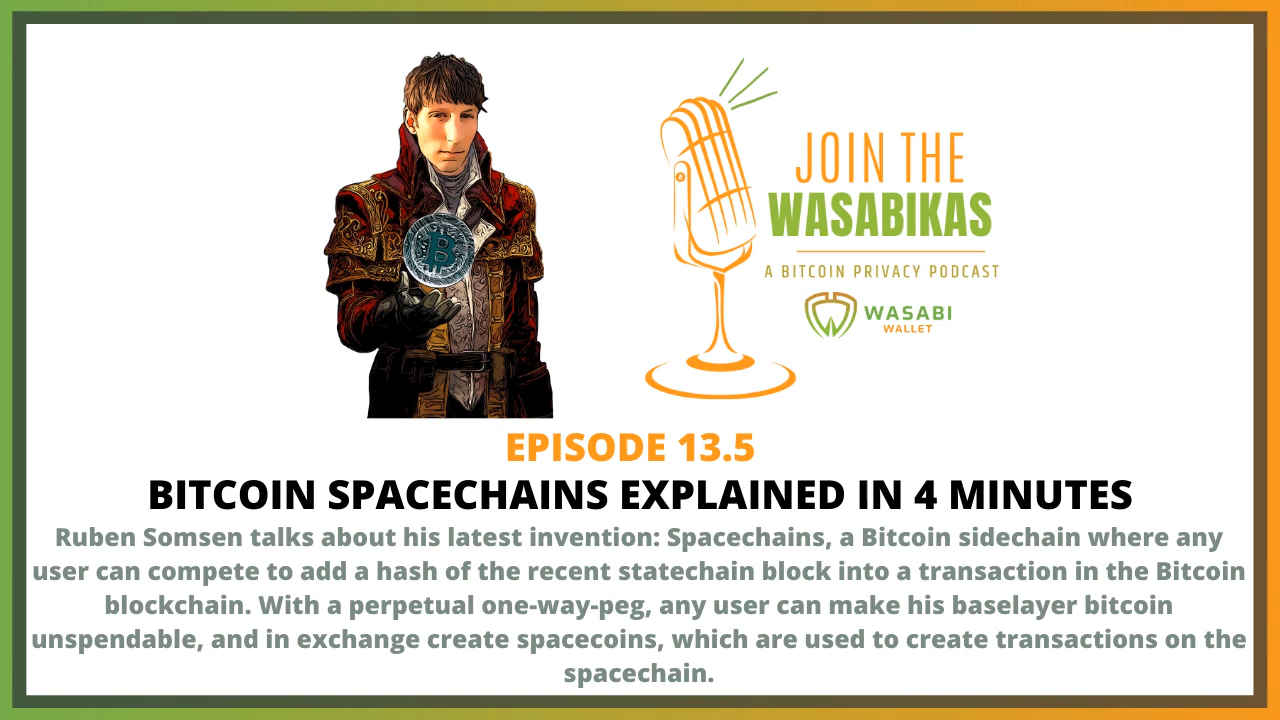 JOIN THE
WASABIKAS
A BITCOIN PRIVACY PODCAST
WASABI
WALLET
EPISODE 13.5
BITCOIN SPACECHAINS EXPLAINED IN 4 MINUTES
Ruben Somsen talks about his latest invention: Spacechains, a Bitcoin sidechain where any
user can compete to add a hash of the recent statechain block into a transaction in the Bitcoin
blockchain. With a perpetual one-way-peg, any user can make his baselayer bitcoin
unspendable, and in exchange create spacecoins, which are used to create transactions on the
spacechain.